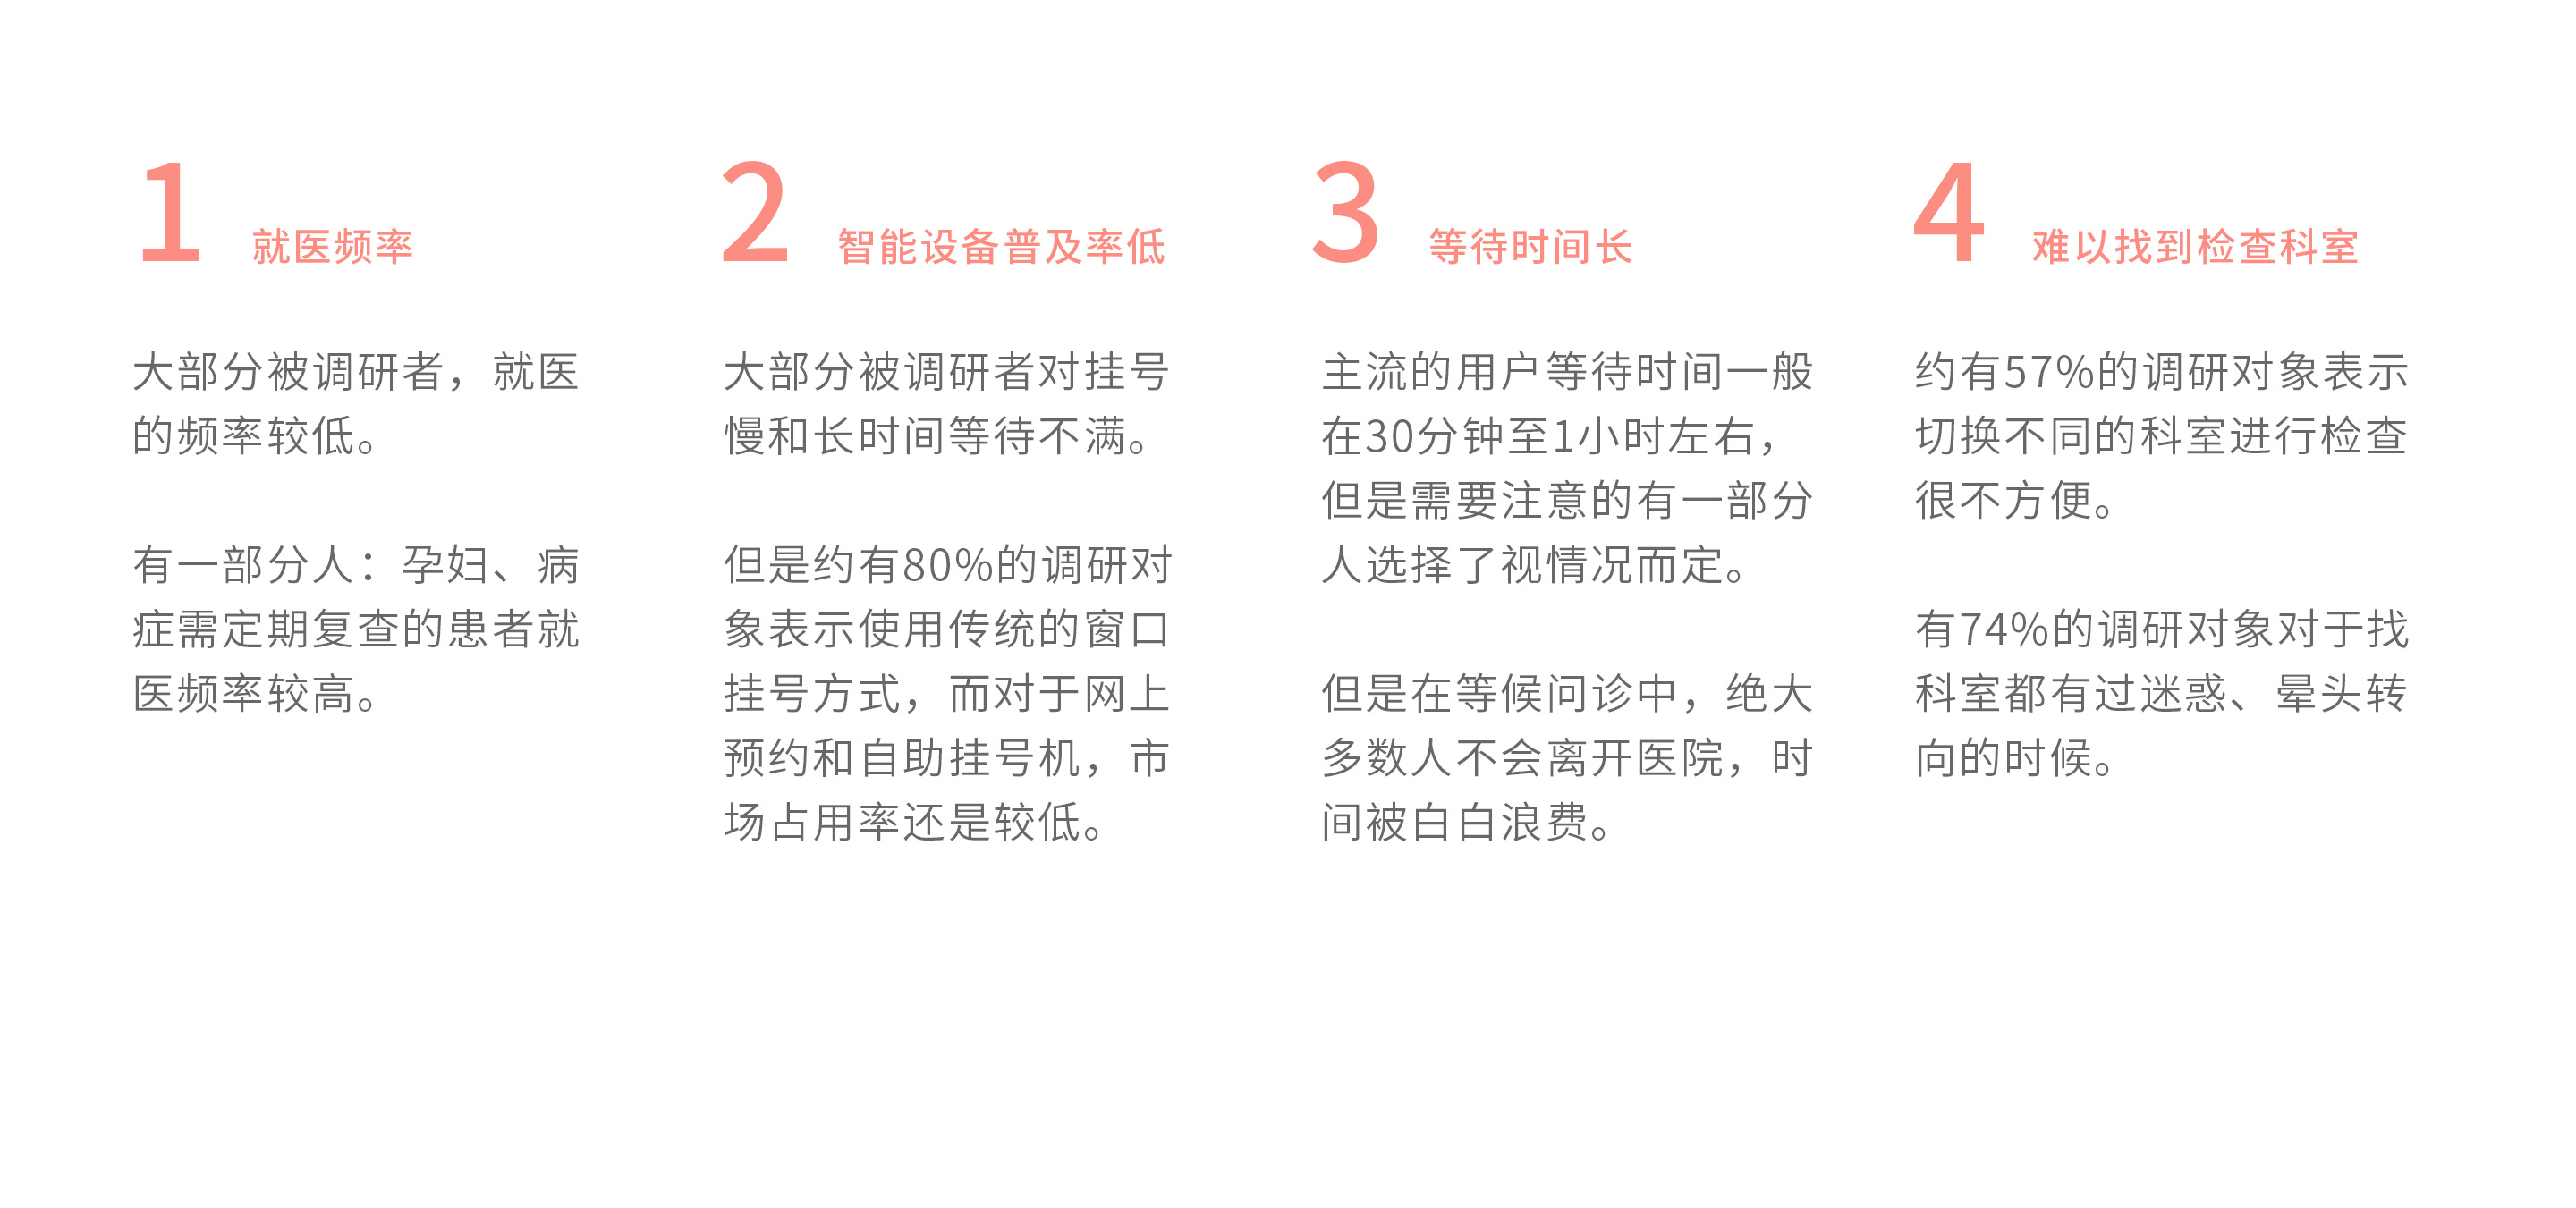 1 就医频率
大部分被调研者，就医
的频率较低。
有一部分人：孕妇、病
症需定期复查的患者就
医频率较高。
2 智能设备普及率低
大部分被调研者对挂号
慢和长时间等待不满。
但是约有80%的调研对
象表示使用传统的窗口
挂号方式，而对于网上
预约和自助挂号机，市
场占用率还是较低。
3 等待时间长
主流的用户等待时间一般
在30分钟至1小时左右，
但是需要注意的有一部分
人选择了视情况而定。
但是在等候问诊中，绝大
多数人不会离开医院，时
间被白白浪费。
4 难以找到检查科室
约有57%的调研对象表示
切换不同的科室进行检查
很不方便。
有74%的调研对象对于找
科室都有过迷惑、晕头转
向的时候。